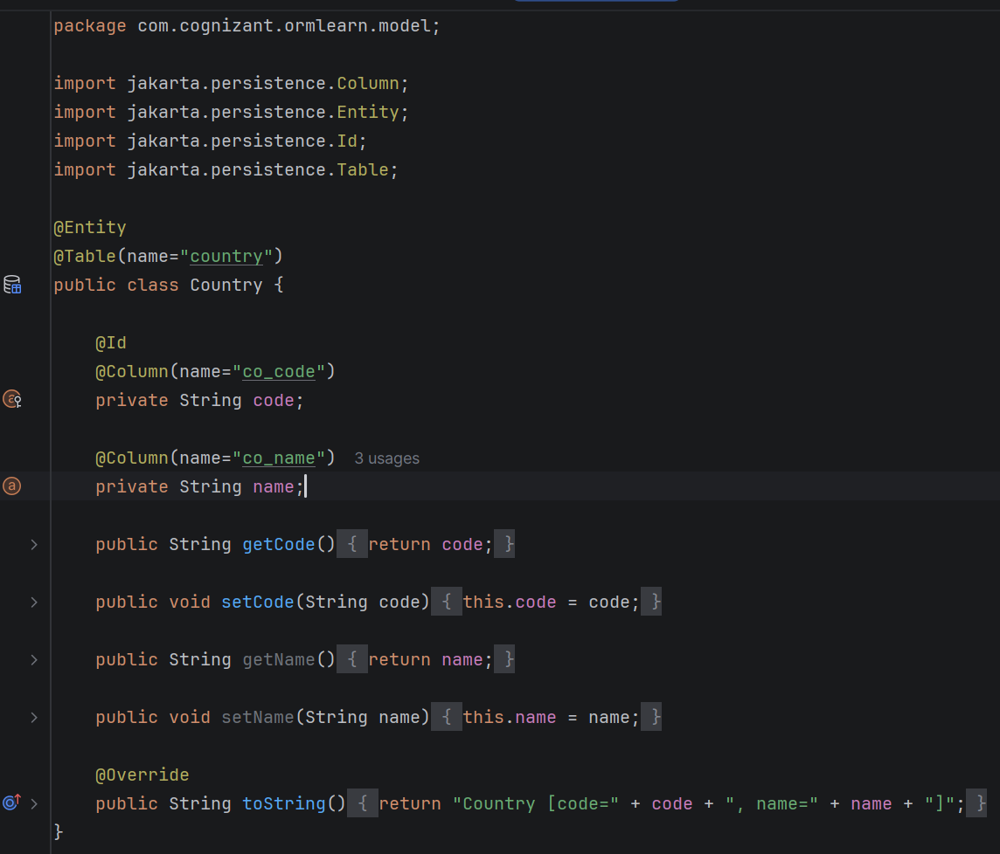 package com.cognizant.ormlearn.model;
import jakarta.persistence.Column;
import jakarta.persistence.Entity;
import jakarta.persistence.Id;
import jakarta.persistence.Table;
@Entity
@Table(name="country")
public class Country {
@Id
@Column(name="co_code")
private String code;
@Column(name="co_name") 3 usages
private String name;
public String getCode() { return code; }
public void setCode(String code) { this.code = code; }
public String getName() { return name; }
public void setName(String name) { this.name = name; }
@Override
public String toString() { return "Country [code=" + code + ", name=" + name + "]"; }
}